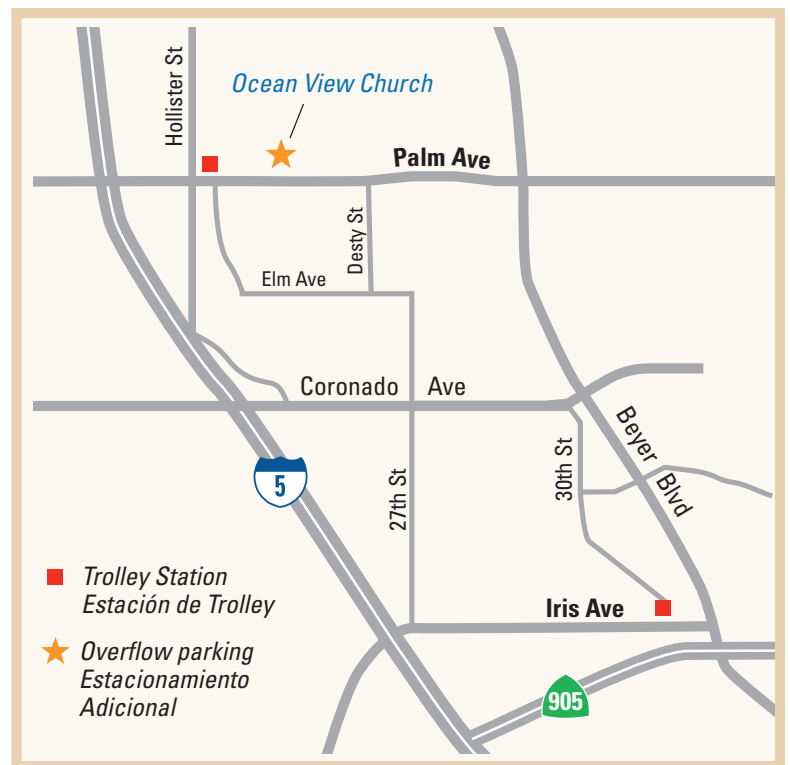 Hollister St
Ocean View Church
Palm Ave
Desty St
Elm Ave
Coronado Ave
5
27th St
30th St
Beyer Blvd
Trolley Station
Estación de Trolley
Iris Ave
Overflow parking
Estacionamiento
Adicional
905